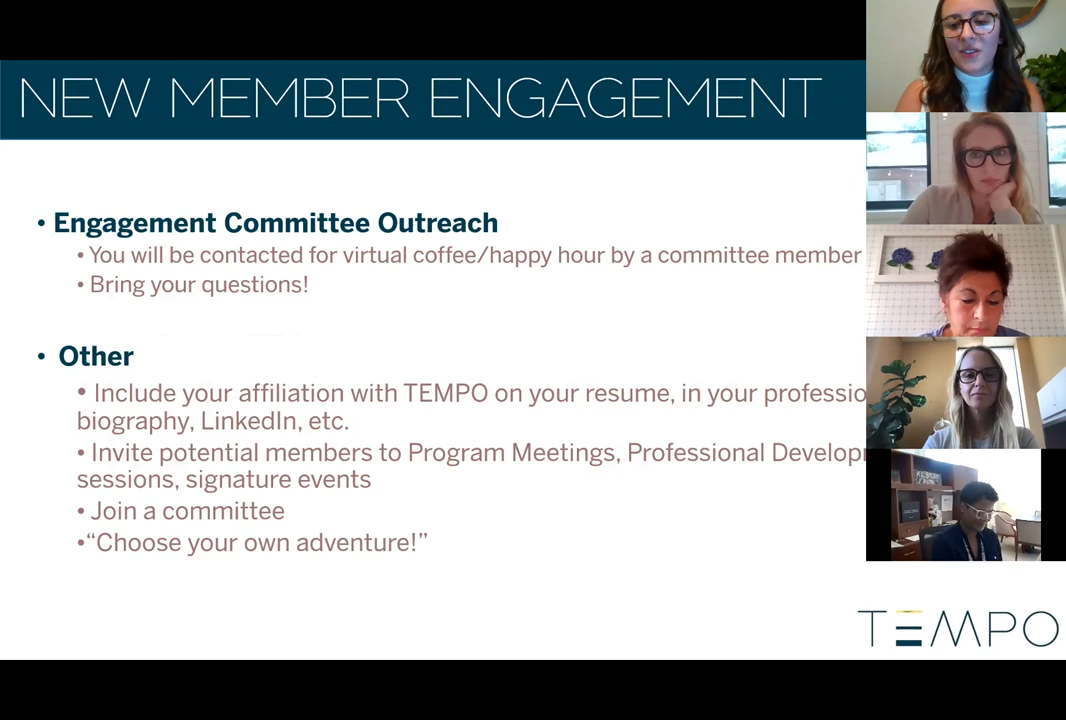 NEW MEMBER ENGAGEMENT
• Engagement Committee Outreach
• You will be contacted for virtual coffee/happy hour by a committee member
• Bring your questions!
• Other
• Include your affiliation with TEMPO on your resume, in your professio
biography, LinkedIn, etc.
• Invite potential members to Program Meetings, Professional Develop
sessions, signature events
• Join a committee
•“Choose your own adventure!”
TEMPO